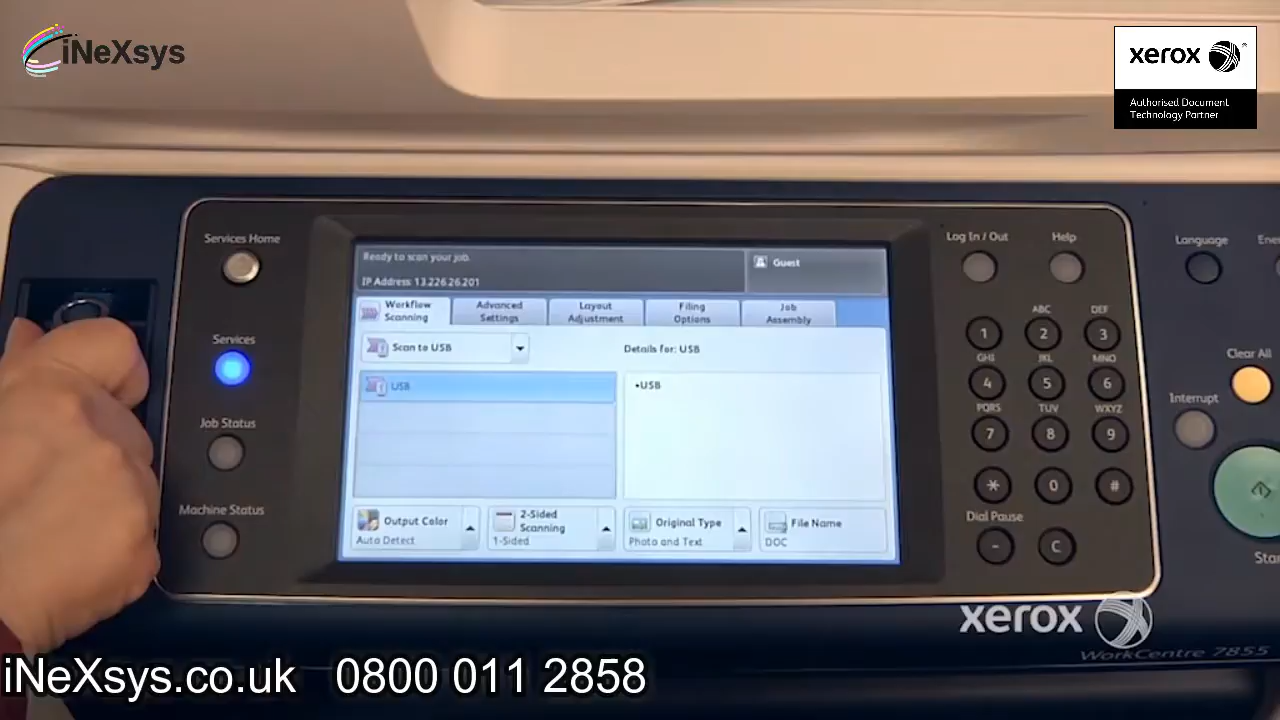 iNeXsys
xerox
Authorised Document
Technology Partner
Services Home
Services
Job Status
Machine Status
Ready to scan your job.
IP Address: 13.226.26.201
Guest
Workflow
Scanning
Advanced
Settings
Layout
Adjustment
Filing
Options
Job
Assembly
Scan to USB
Details for: USB
USB
•USB
Output Color
Auto Detect
2-Sided
Scanning
1-Sided
Original Type
Photo and Text
File Name
DOC
Log In / Out
Help
Language
ABC
DEF
1
2
3
GHI
JKL
MNO
4
5
6
PQRS
TUV
WXYZ
7
8
9
*
0
#
Dial Pause
-
C
Clear All
Interrupt
xerox
WorkCentre 7855
iNeXsys.co.uk 0800 011 2858